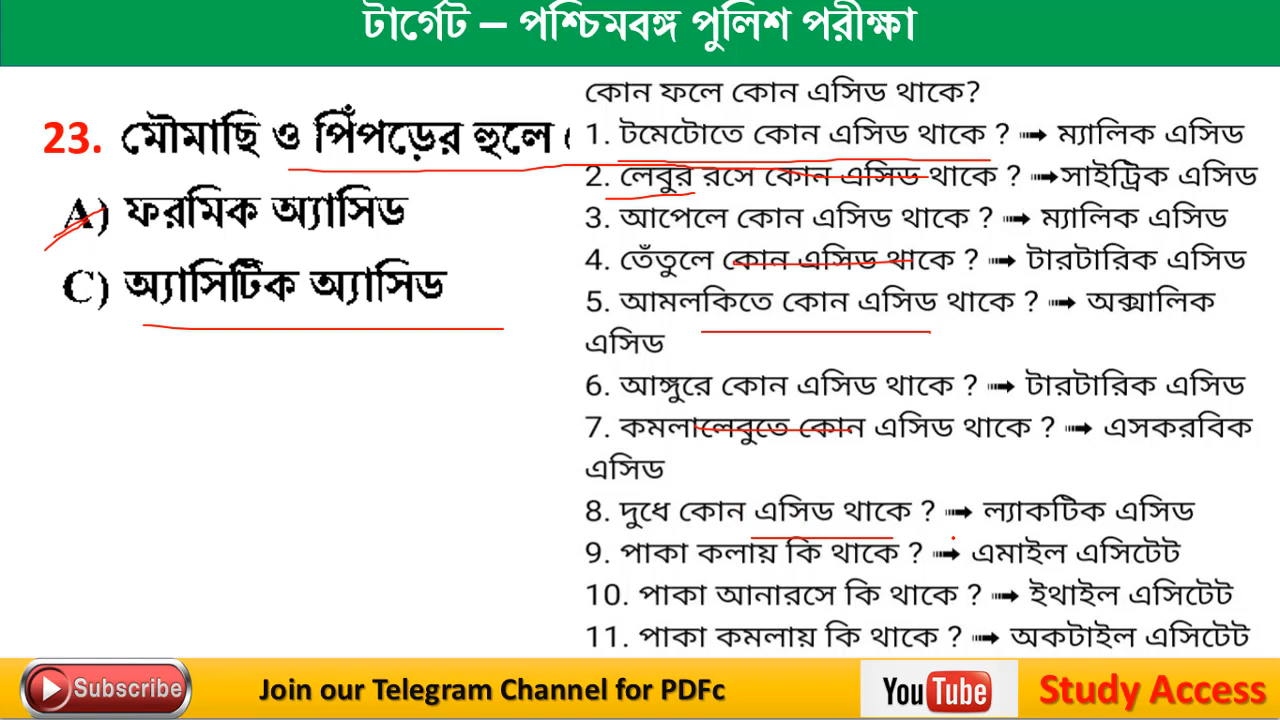 টার্গেট – পশ্চিমবঙ্গ পুলিশ পরীক্ষা
23. মৌমাছি ও পিঁপড়ের হুলে
A) ফরমিক অ্যাসিড
C) অ্যাসিটিক অ্যাসিড
কোন ফলে কোন এসিড থাকে?
1. টমেটোতে কোন এসিড থাকে ? ➟ ম্যালিক এসিড
2. লেবুর রসে কোন এসিড থাকে ? ➟সাইট্রিক এসিড
3. আপেলে কোন এসিড থাকে ? ➟ ম্যালিক এসিড
4. তেঁতুলে কোন এসিড থাকে ? ➟ টারটারিক এসিড
5. আমলকিতে কোন এসিড থাকে ? ➟ অক্সালিক
এসিড
6. আঙ্গুরে কোন এসিড থাকে ? ➟ টারটারিক এসিড
7. কমলালেবুতে কোন এসিড থাকে ? ➟ এসকরবিক
এসিড
8. দুধে কোন এসিড থাকে ? ➟ ল্যাকটিক এসিড
9. পাকা কলায় কি থাকে ? ➟ এমাইল এসিটেট
10. পাকা আনারসে কি থাকে ? ➟ ইথাইল এসিটেট
11. পাকা কমলায় কি থাকে ? ➟ অকটাইল এসিটেট
Subscribe
Join our Telegram Channel for PDFc
YouTube
Study Access